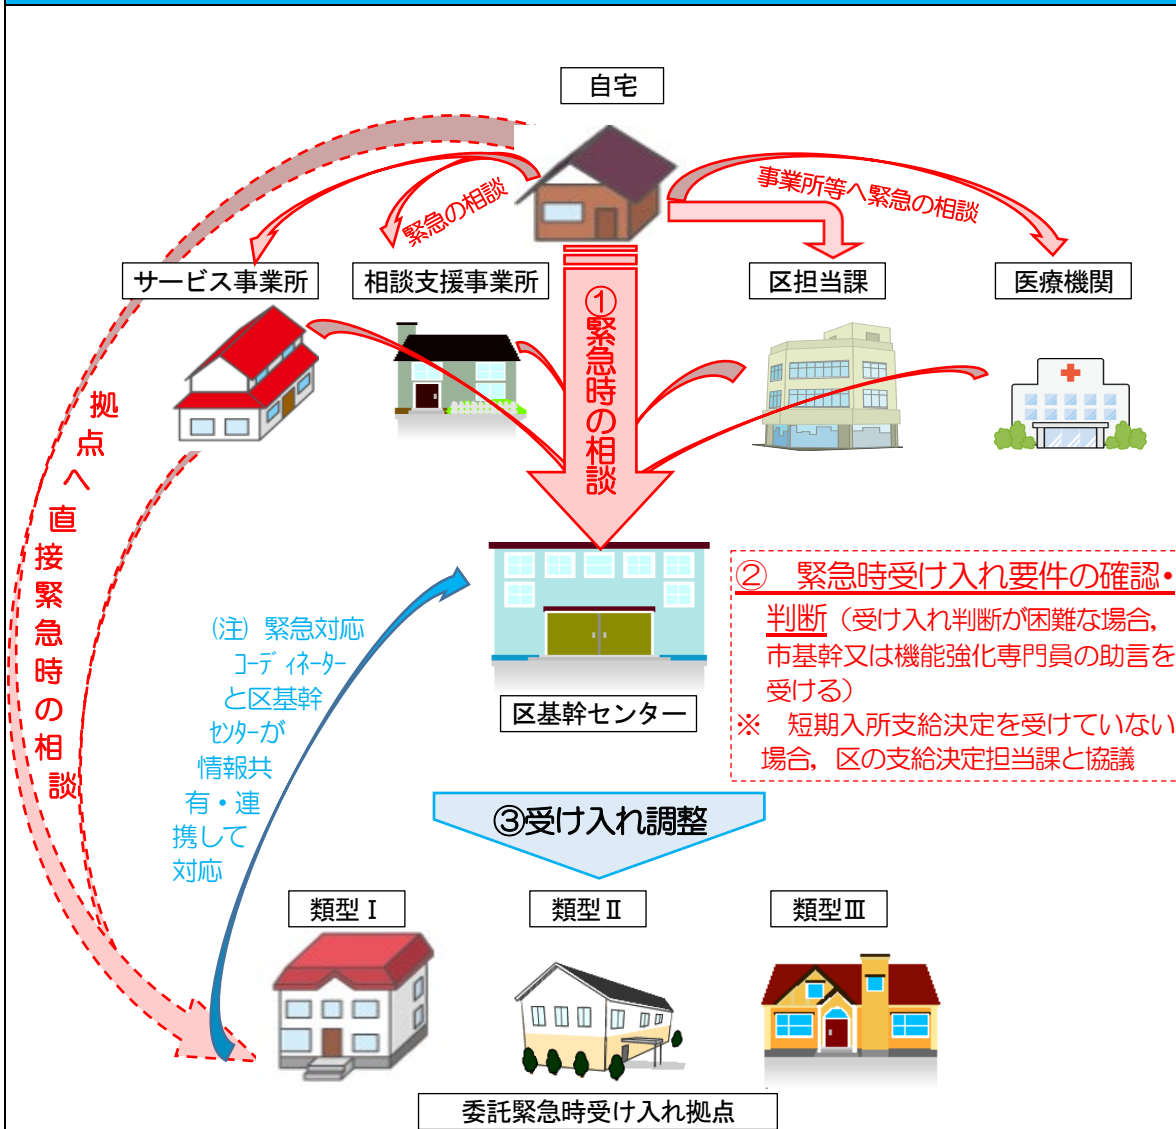 自宅
緊急の相談
事業所等へ緊急の相談
サービス事業所
相談支援事業所
区担当課
医療機関
①緊急時の相談
拠点へ直接緊急時の相談
(注) 緊急対応
ｺｰﾃﾞｨﾈｰﾀｰ
と区基幹
ｾﾝﾀｰが
情報共
有・連
携して
対応
区基幹センター
② 緊急時受け入れ要件の確認・
判断（受け入れ判断が困難な場合,
市基幹又は機能強化専門員の助言を
受ける）
※ 短期入所支給決定を受けていない
場合, 区の支給決定担当課と協議
③受け入れ調整
類型Ⅰ
類型Ⅱ
類型Ⅲ
委託緊急時受け入れ拠点